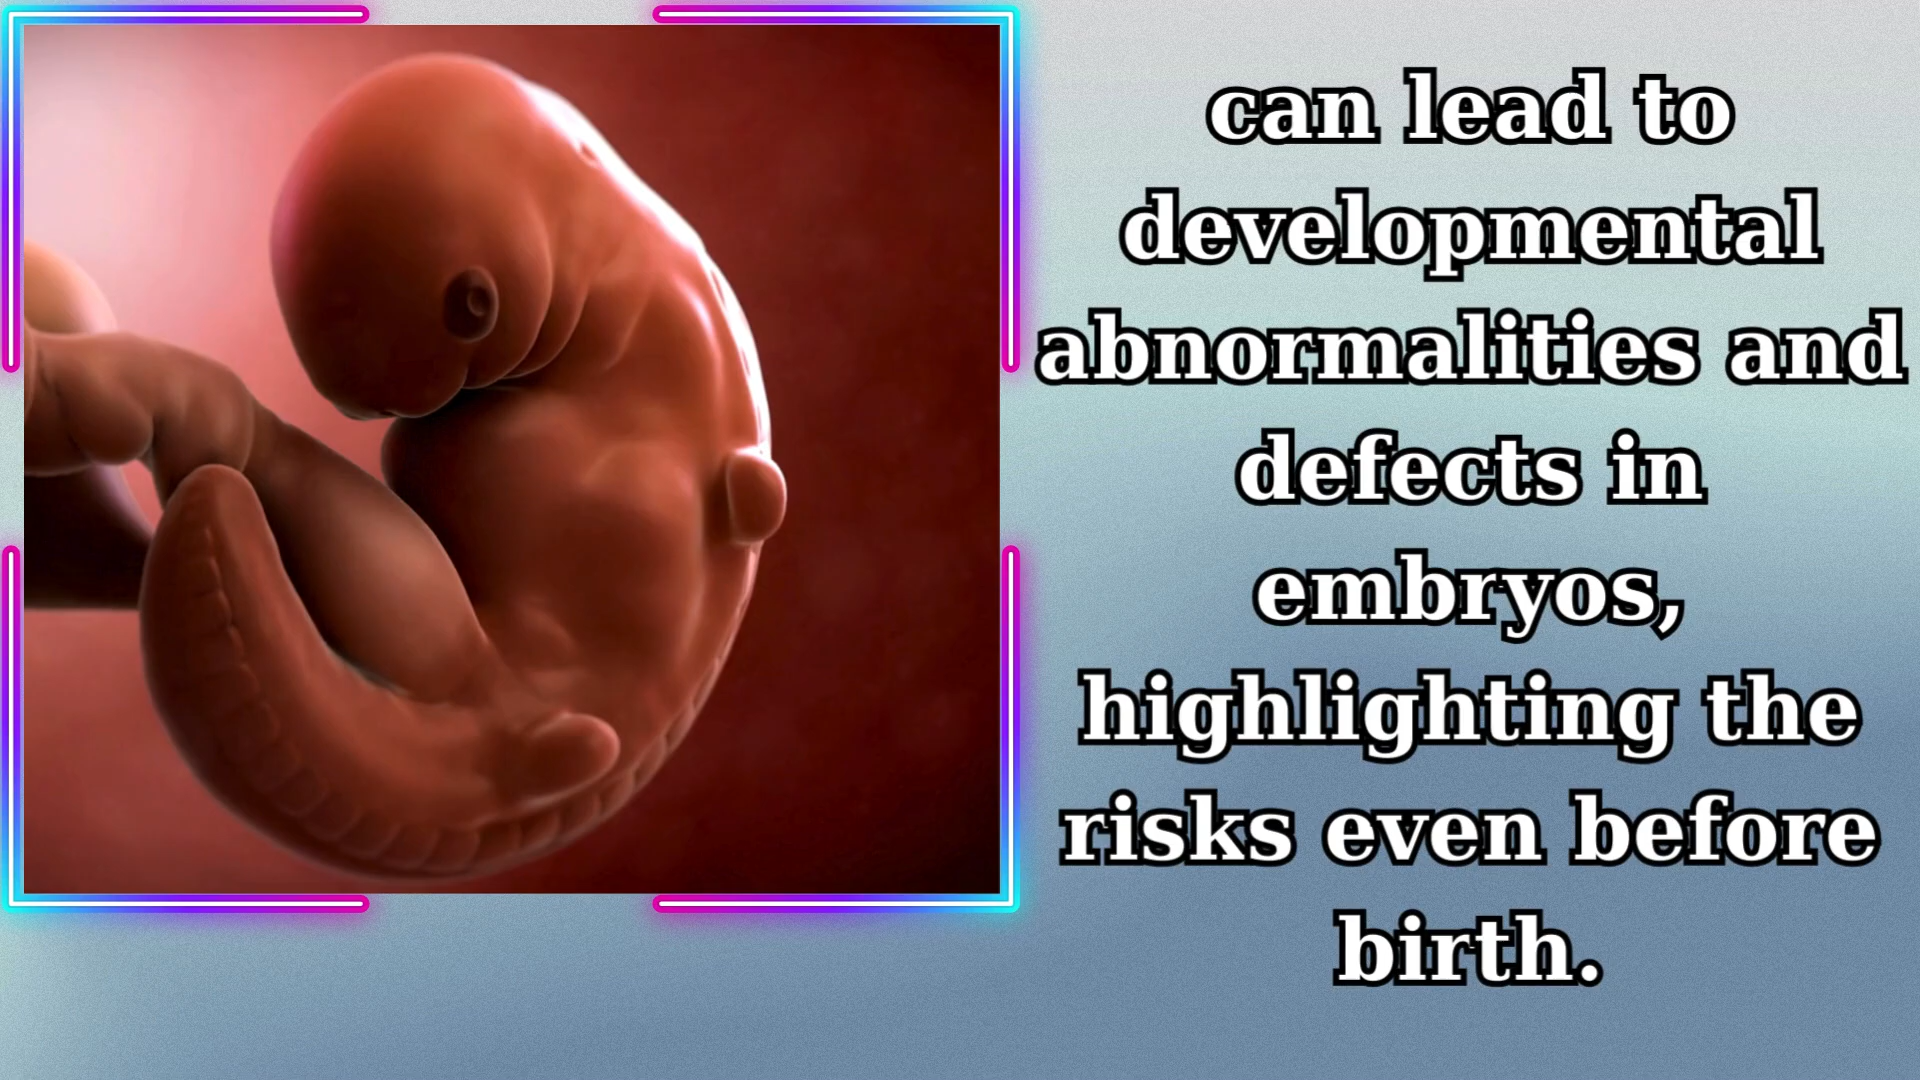 can lead to
developmental
abnormalities and
defects in
embryos,
highlighting the
risks even before
birth.